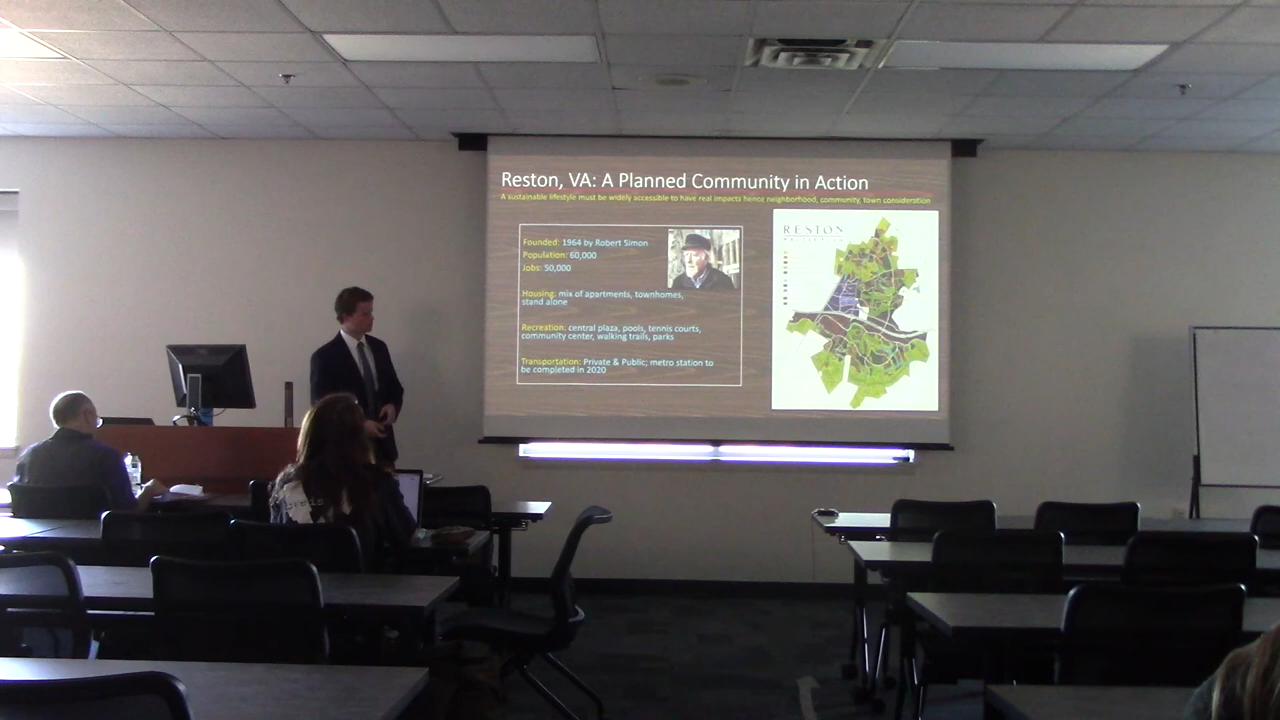 Reston, VA: A Planned Community in Action
A sustainable lifestyle must be widely accessible to have real impacts hence neighborhood, community, town consideration
Founded: 1964 by Robert Simon
Population: 60,000
Jobs: 50,000
Housing: mix of apartments, townhomes,
stand alone
Recreation: central plaza, pools, tennis courts,
community center, walking trails, parks
Transportation: Private & Public; metro station to
be completed in 2020
RESTON